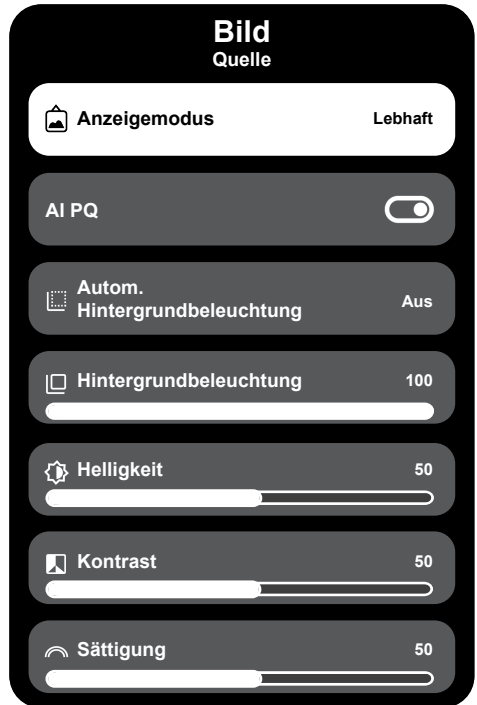 Bild
Quelle
Anzeigemodus Lebhaft
AI PQ
Autom.
Hintergrundbeleuchtung Aus
Hintergrundbeleuchtung 100
Helligkeit 50
Kontrast 50
Sättigung 50